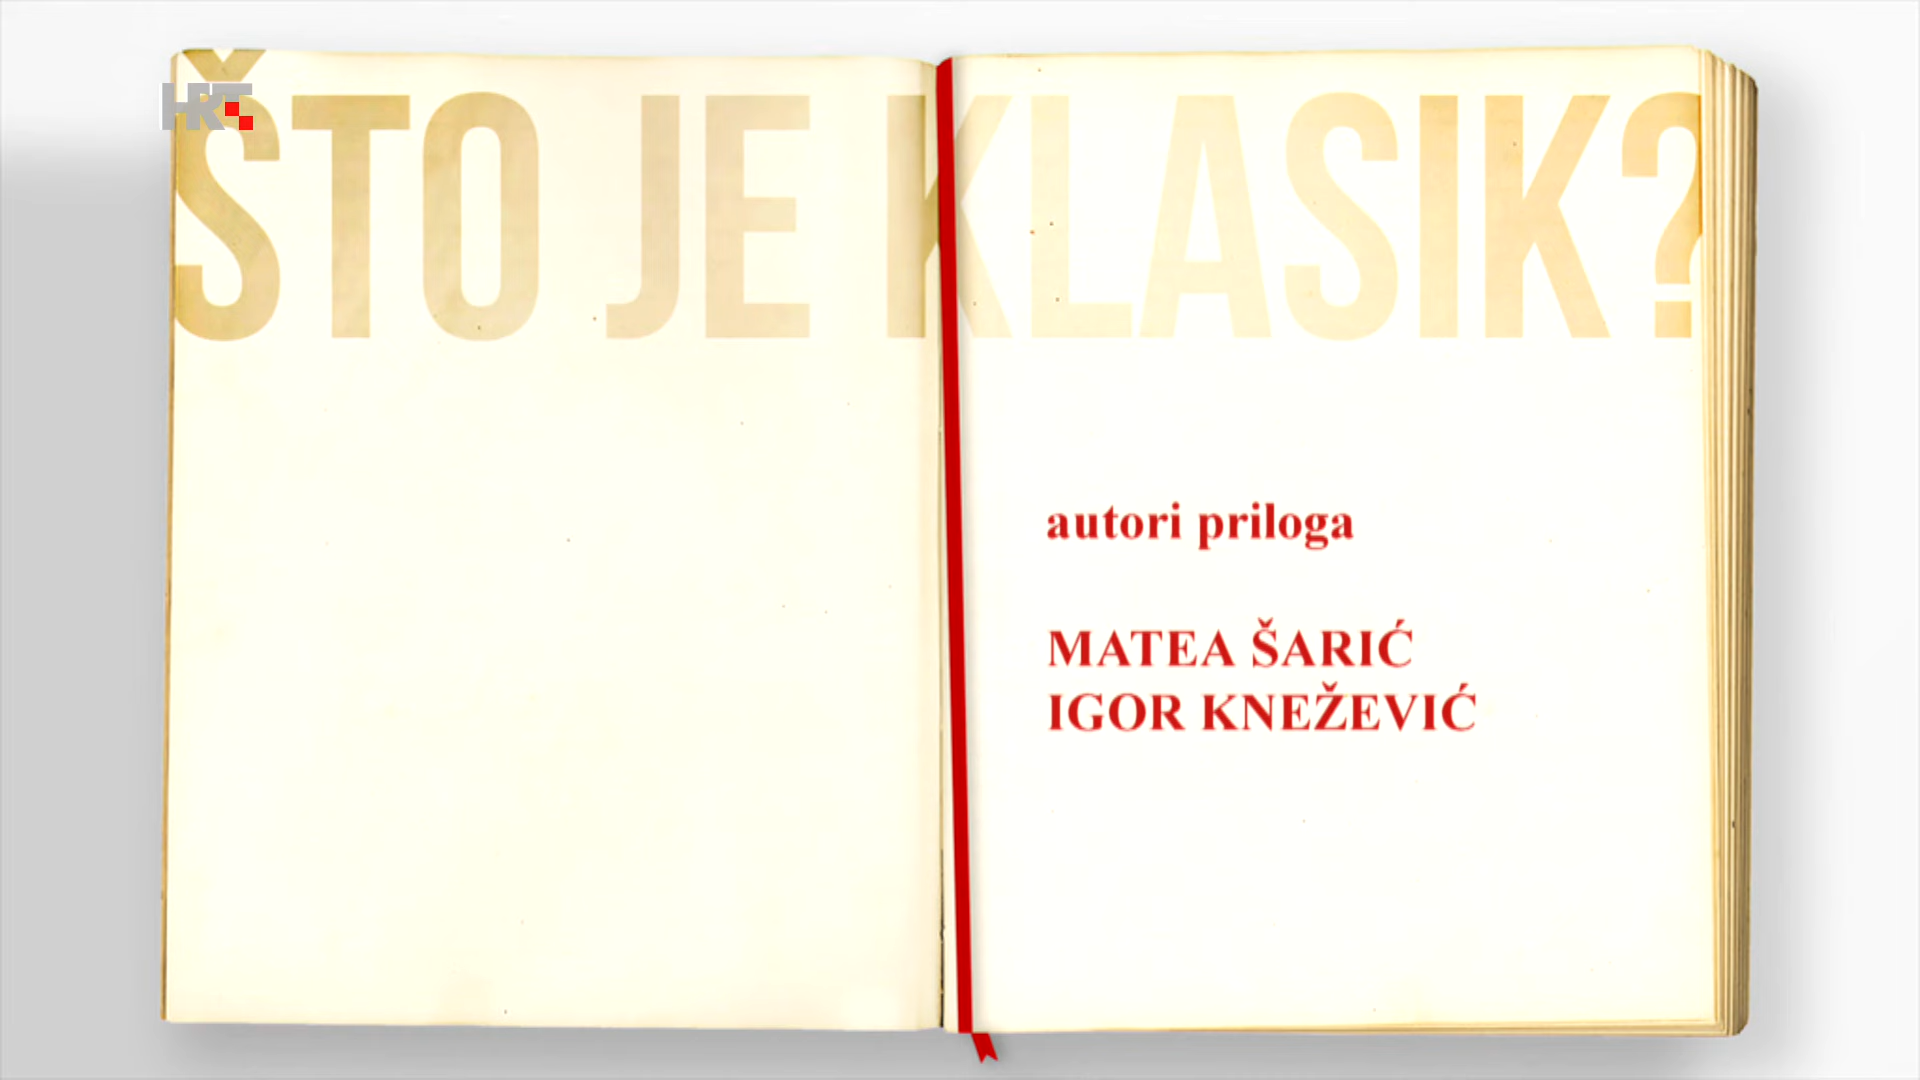 HRT
ŠTO JE KLASIK?
autori priloga
MATEA ŠARIĆ
IGOR KNEŽEVIĆ